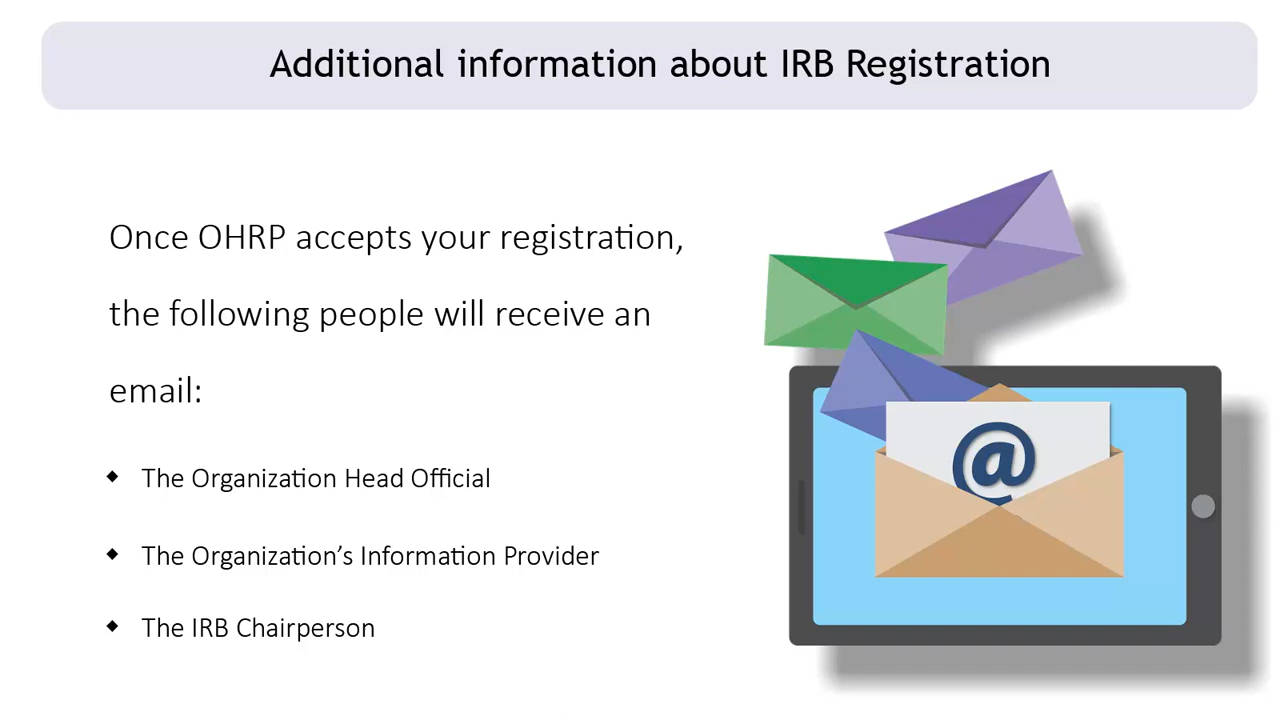 Additional information about IRB Registration
Once OHRP accepts your registration,
the following people will receive an
email:
◆ The Organization Head Official
◆ The Organization’s Information Provider
◆ The IRB Chairperson
@